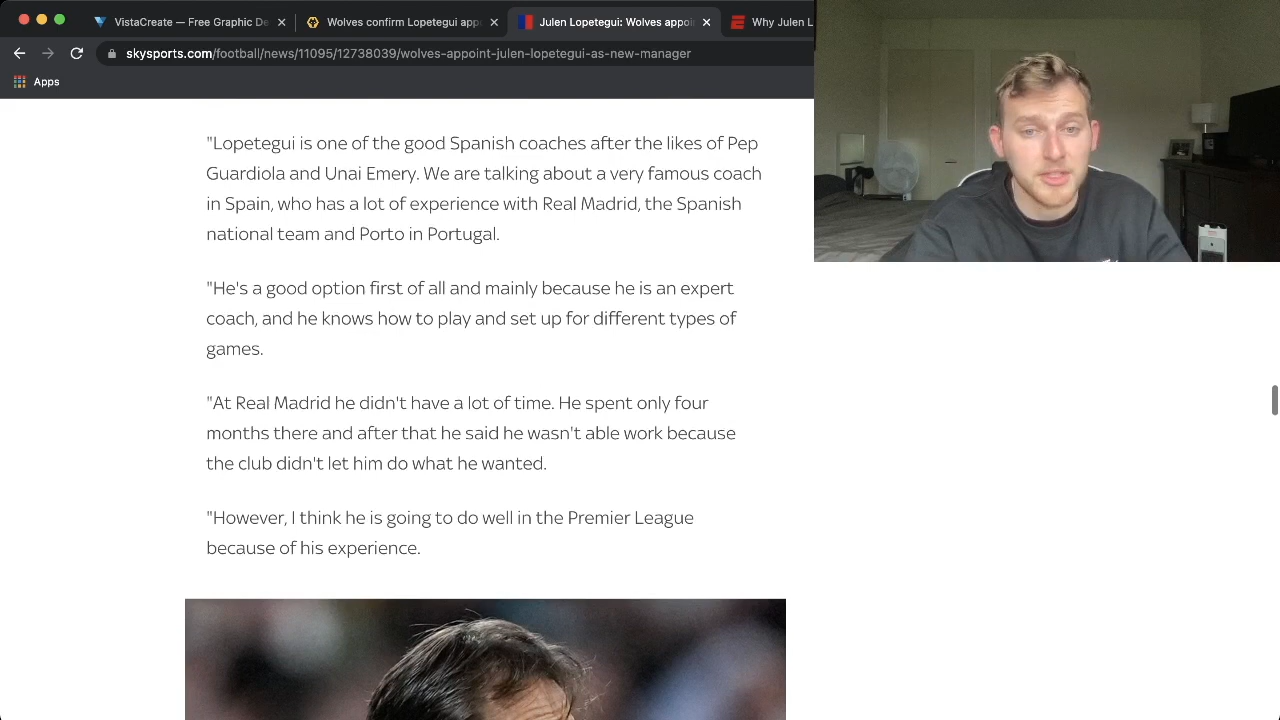 VistaCreate — Free Graphic De
Wolves confirm Lopetegui appo
Julen Lopetegui: Wolves appoi
Why Julen L
skysports.com/football/news/11095/12738039/wolves-appoint-julen-lopetegui-as-new-manager
Apps
"Lopetegui is one of the good Spanish coaches after the likes of Pep
Guardiola and Unai Emery. We are talking about a very famous coach
in Spain, who has a lot of experience with Real Madrid, the Spanish
national team and Porto in Portugal.
"He's a good option first of all and mainly because he is an expert
coach, and he knows how to play and set up for different types of
games.
"At Real Madrid he didn't have a lot of time. He spent only four
months there and after that he said he wasn't able work because
the club didn't let him do what he wanted.
"However, I think he is going to do well in the Premier League
because of his experience.